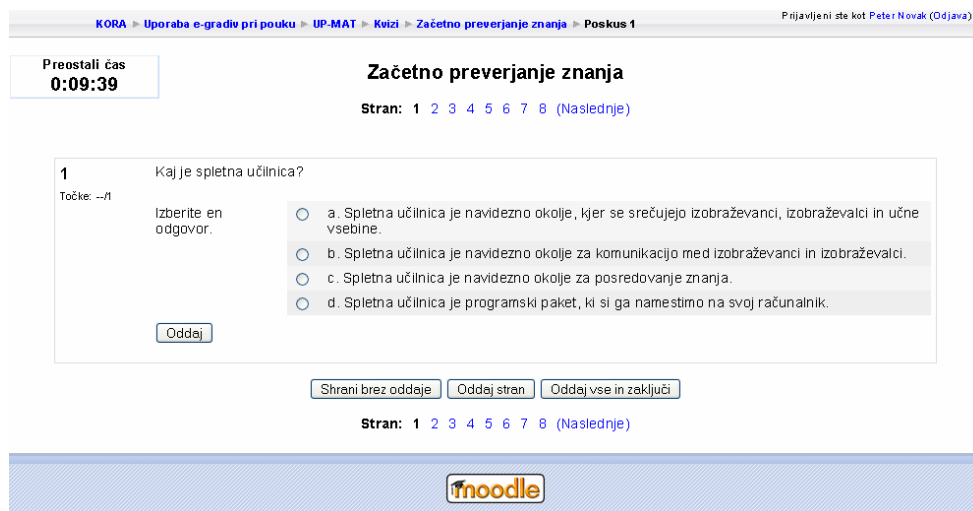 KORA ► Uporaba e-gradiv pri pouku ► UP-MAT ► Kvizi ► Začetno preverjanje znanja ► Poskus 1
Prijavljeni ste kot Peter Novak (Odjava)
Preostali čas
0:09:39
Začetno preverjanje znanja
Stran: 1 2 3 4 5 6 7 8 (Naslednje)
1
Točke: --/1
Kaj je spletna učilnica?
Izberite en
odgovor.
a. Spletna učilnica je navidezno okolje, kjer se srečujejo izobraževanci, izobraževalci in učne
vsebine.
b. Spletna učilnica je navidezno okolje za komunikacijo med izobraževanci in izobraževalci.
c. Spletna učilnica je navidezno okolje za posredovanje znanja.
d. Spletna učilnica je programski paket, ki si ga namestimo na svoj računalnik.
Oddaj
Shrani brez oddaje Oddaj stran Oddaj vse in zaključi
Stran: 1 2 3 4 5 6 7 8 (Naslednje)
moodle